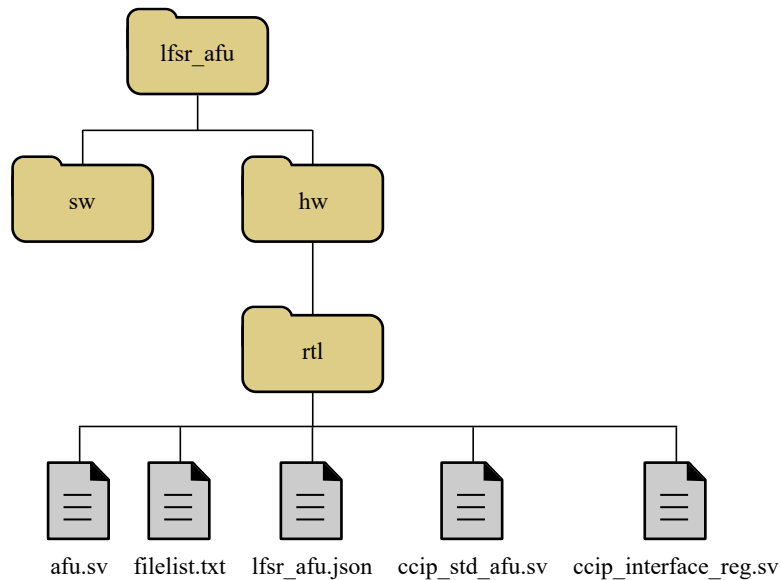 lfsr_afu
sw
hw
rtl
afu.sv
filelist.txt
lfsr_afu.json
ccip_std_afu.sv
ccip_interface_reg.sv